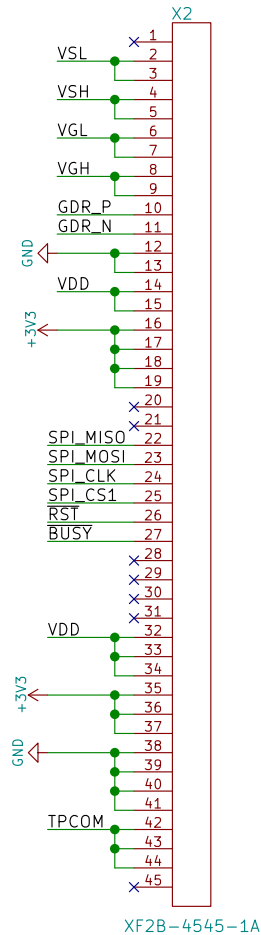 X2
1
VSL 2
3
VSH 4
5
VGL 6
7
VGH 8
9
GDR_P 10
GDR_N 11
GND 12
13
VDD 14
15
+3V3 16
17
18
19
20
21
SPI_MISO 22
SPI_MOSI 23
SPI_CLK 24
SPI_CS1 25
RST 26
BUSY 27
28
29
30
31
VDD 32
33
34
+3V3 35
36
37
GND 38
39
40
41
TPCOM 42
43
44
45
XF2B-4545-1A